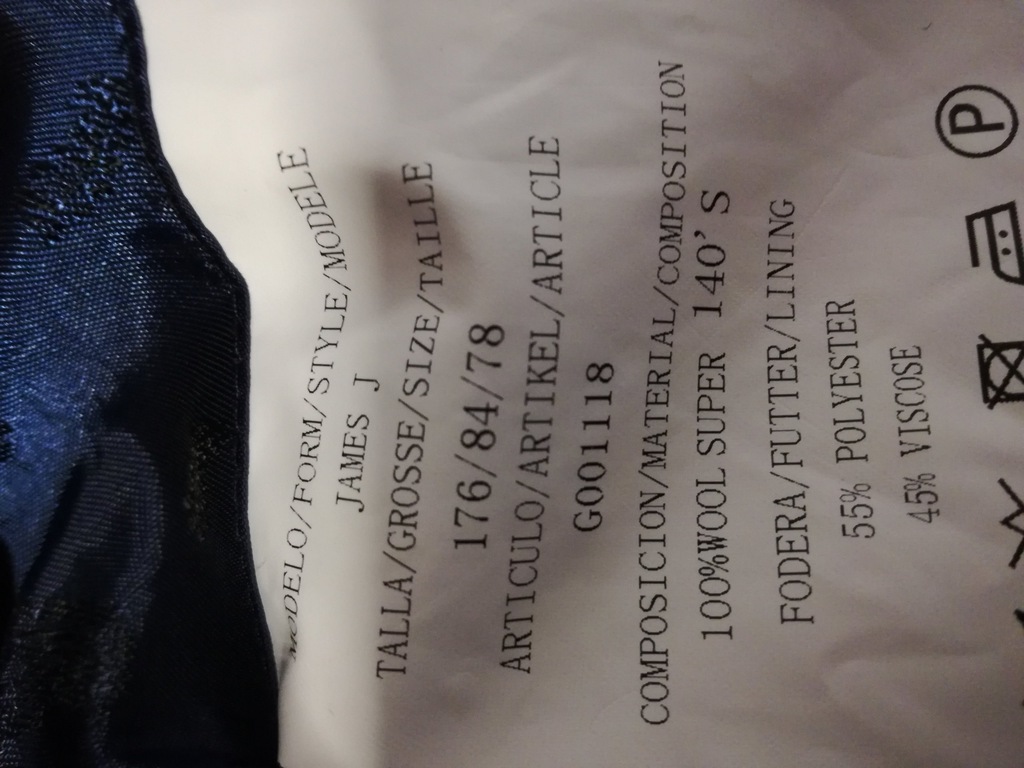 MODELO/FORM/STYLE/MODELE
JAMES J
TALLA/GROSSE/SIZE/TAILLE
176/84/78
ARTICULO/ARTIKEL/ARTICLE
G001118
COMPOSICION/MATERIAL/COMPOSITION
100%WOOL SUPER 140'S
FODERA/FUTTER/LINING
55% POLYESTER
45% VISCOSE
P